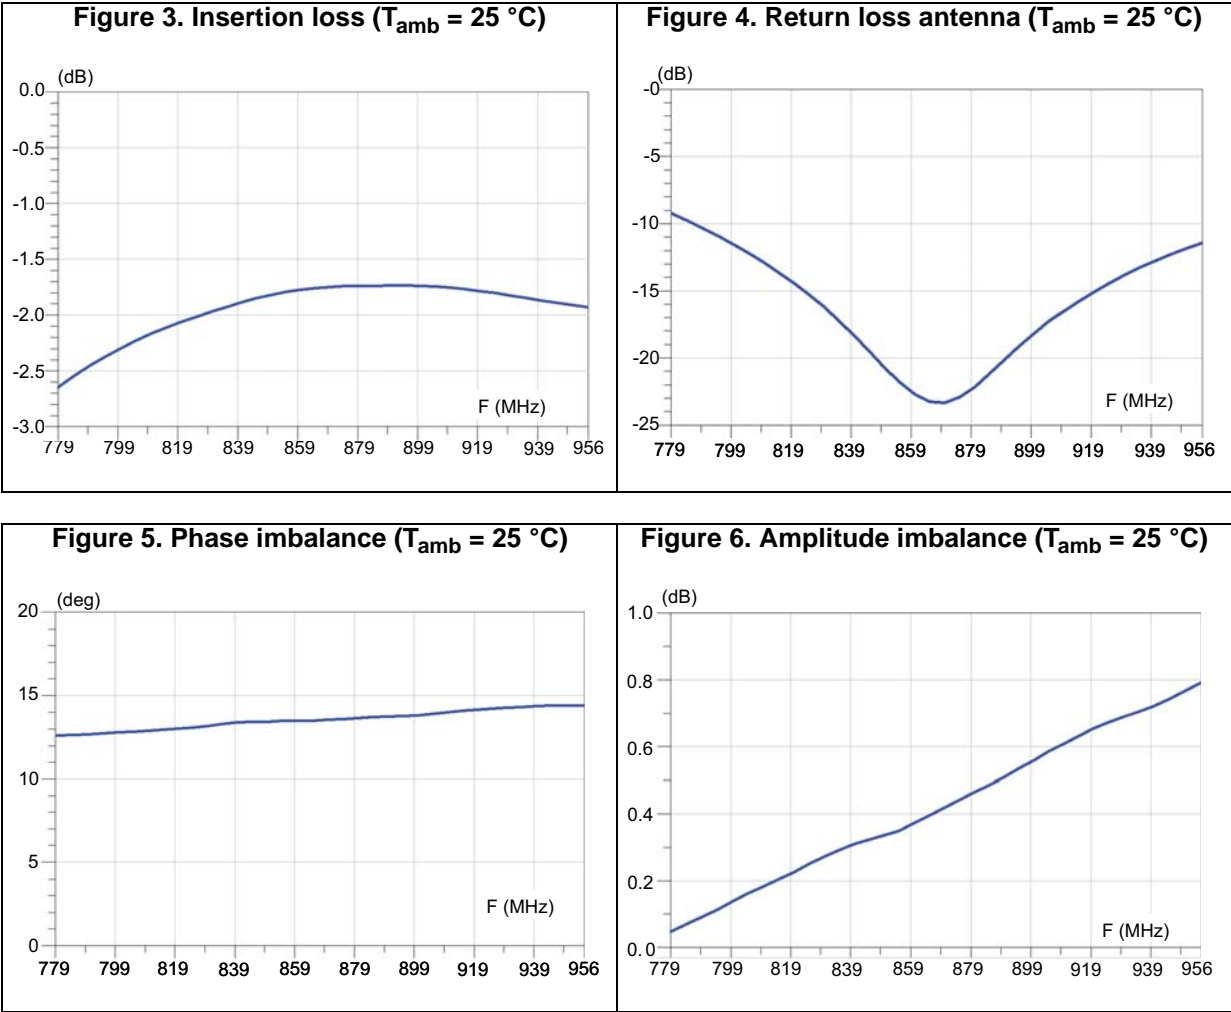 Figure 3. Insertion loss (Tamb = 25 °C)
(dB)
0.0
-0.5
-1.0
-1.5
-2.0
-2.5
-3.0
F (MHz)
779 799 819 839 859 879 899 919 939 956
Figure 4. Return loss antenna (Tamb = 25 °C)
(dB)
-0
-5
-10
-15
-20
-25
F (MHz)
779 799 819 839 859 879 899 919 939 956
Figure 5. Phase imbalance (Tamb = 25 °C)
(deg)
20
15
10
5
0
F (MHz)
779 799 819 839 859 879 899 919 939 956
Figure 6. Amplitude imbalance (Tamb = 25 °C)
(dB)
1.0
0.8
0.6
0.4
0.2
0.0
F (MHz)
779 799 819 839 859 879 899 919 939 956